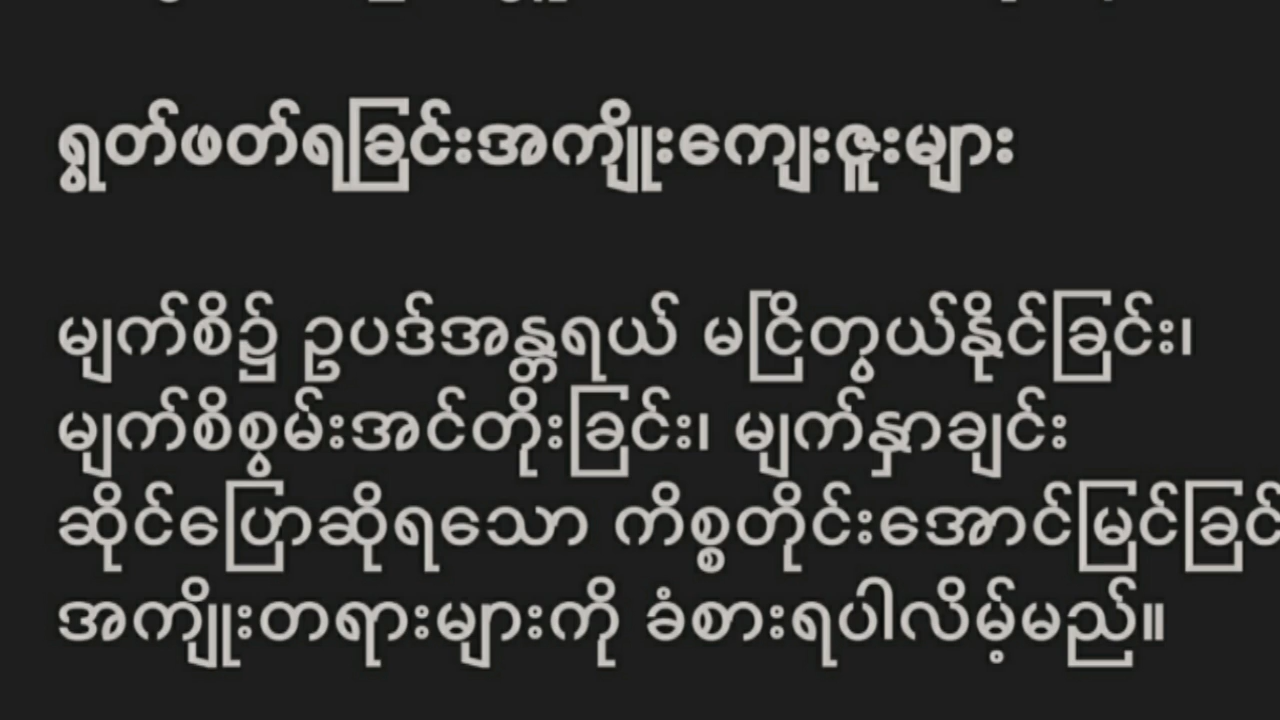 ရွတ်ဖတ်ရခြင်းအကျိုးကျေးဇူးများ
မျက်စိ၌ ဥပဒ်အန္တရယ် မငြိတွယ်နိုင်ခြင်း၊
မျက်စိစွမ်းအင်တိုးခြင်း၊ မျက်နှာချင်း
ဆိုင်ပြောဆိုရသော ကိစ္စတိုင်းအောင်မြင်ခြင်
အကျိုးတရားများကို ခံစားရပါလိမ့်မည်။